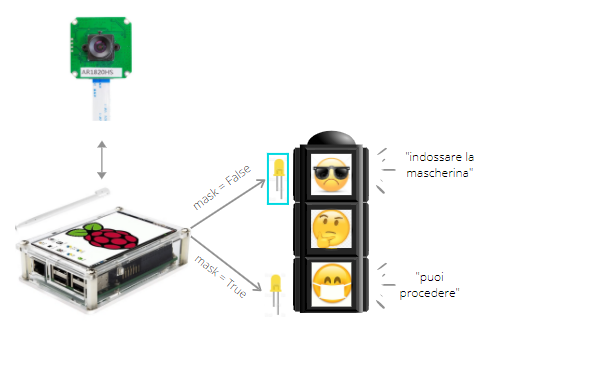 AR1820HS
mask = False
"indossare la
mascherina"
mask = True
"puoi
procedere"